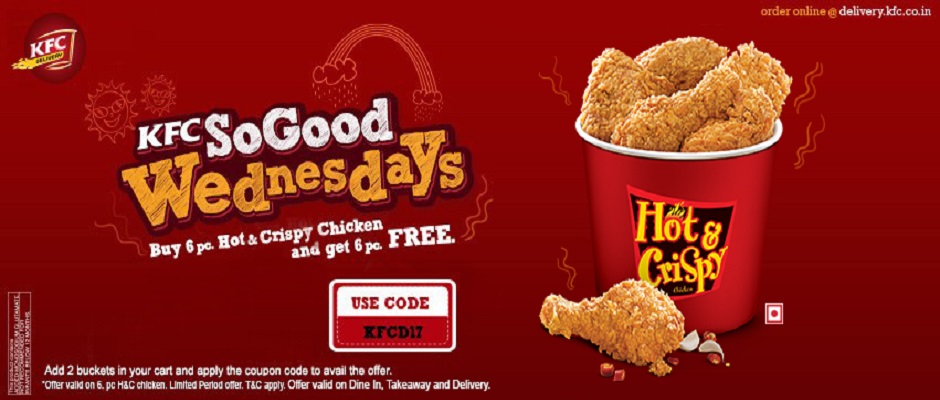 order online @ delivery.kfc.co.in
KFC
DELIVERY
KFC SoGood
Wednesdays
Buy 6 pc. Hot & Crispy Chicken
and get 6 pc. FREE.
Hot &
Crispy
Chicken
USE CODE
KFCD17
Add 2 buckets in your cart and apply the coupon code to avail the offer.
*Offer valid on 6. pc H&C chicken. Limited Period offer. T&C apply. Offer valid on Dine In, Takeaway and Delivery.